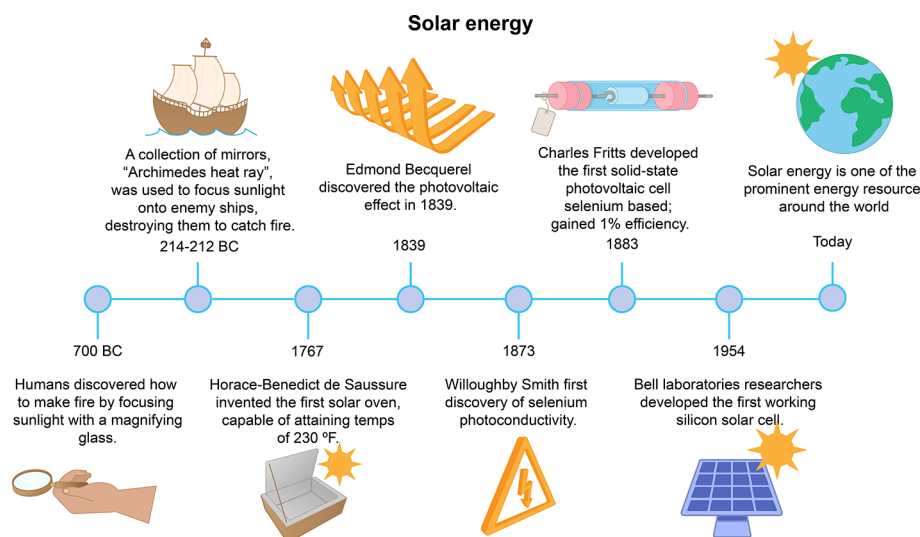 Solar energy
A collection of mirrors,
“Archimedes heat ray”,
was used to focus sunlight
onto enemy ships,
destroying them to catch fire.
214-212 BC
Edmond Becquerel
discovered the photovoltaic
effect in 1839.
1839
Charles Fritts developed
the first solid-state
photovoltaic cell
selenium based;
gained 1% efficiency.
1883
Solar energy is one of the
prominent energy resource
around the world
Today
700 BC
Humans discovered how
to make fire by focusing
sunlight with a magnifying
glass.
1767
Horace-Benedict de Saussure
invented the first solar oven,
capable of attaining temps
of 230 ºF.
1873
Willoughby Smith first
discovery of selenium
photoconductivity.
1954
Bell laboratories researchers
developed the first working
silicon solar cell.